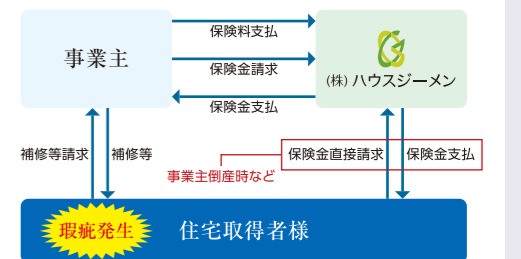 保険料支払
事業主
保険金請求
(株) ハウスジーメン
保険金支払
補修等請求
補修等
保険金直接請求
保険金支払
事業主倒産時など
瑕疵発生
住宅取得者様